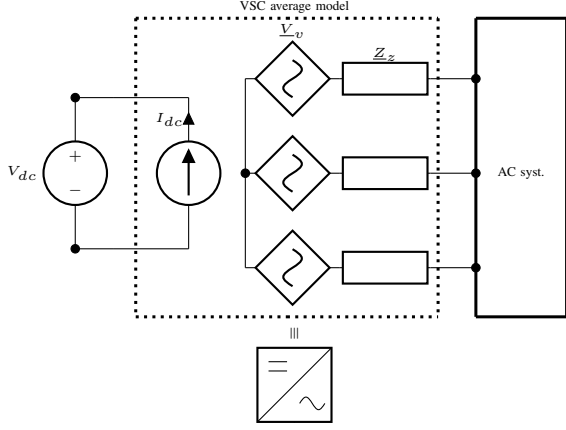 VSC average model
V_v
Z_z
I_dc
V_dc
+
−
AC syst.